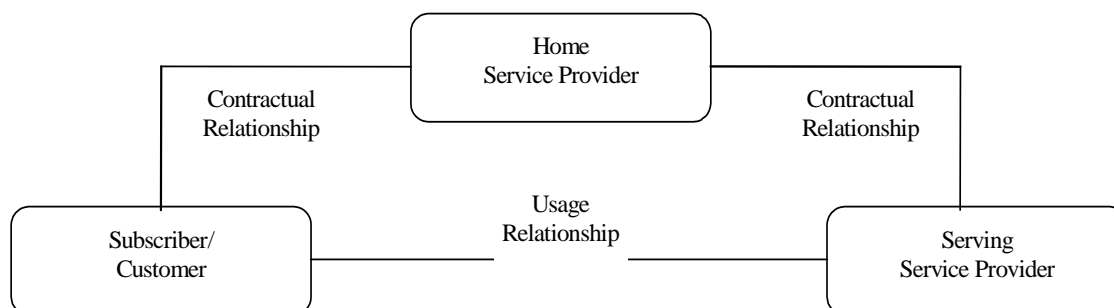 Home
Service Provider
Contractual
Relationship
Contractual
Relationship
Usage
Relationship
Subscriber/
Customer
Serving
Service Provider